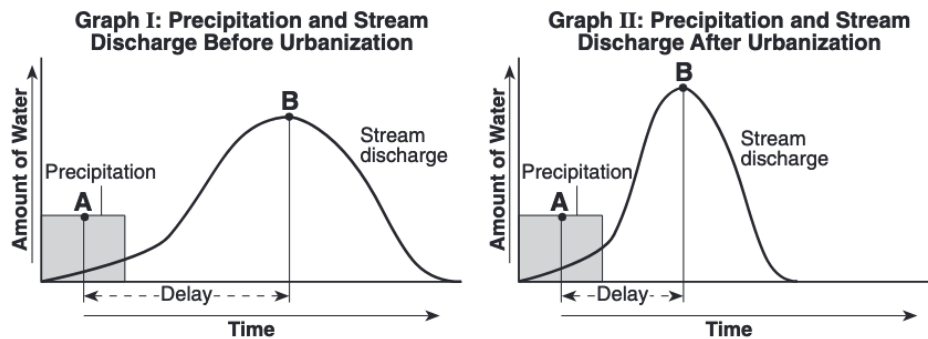 Graph I: Precipitation and Stream
Discharge Before Urbanization
Amount of Water
Precipitation
A
B
Stream
discharge
Delay
Time
Graph II: Precipitation and Stream
Discharge After Urbanization
Amount of Water
Precipitation
A
B
Stream
discharge
Delay
Time